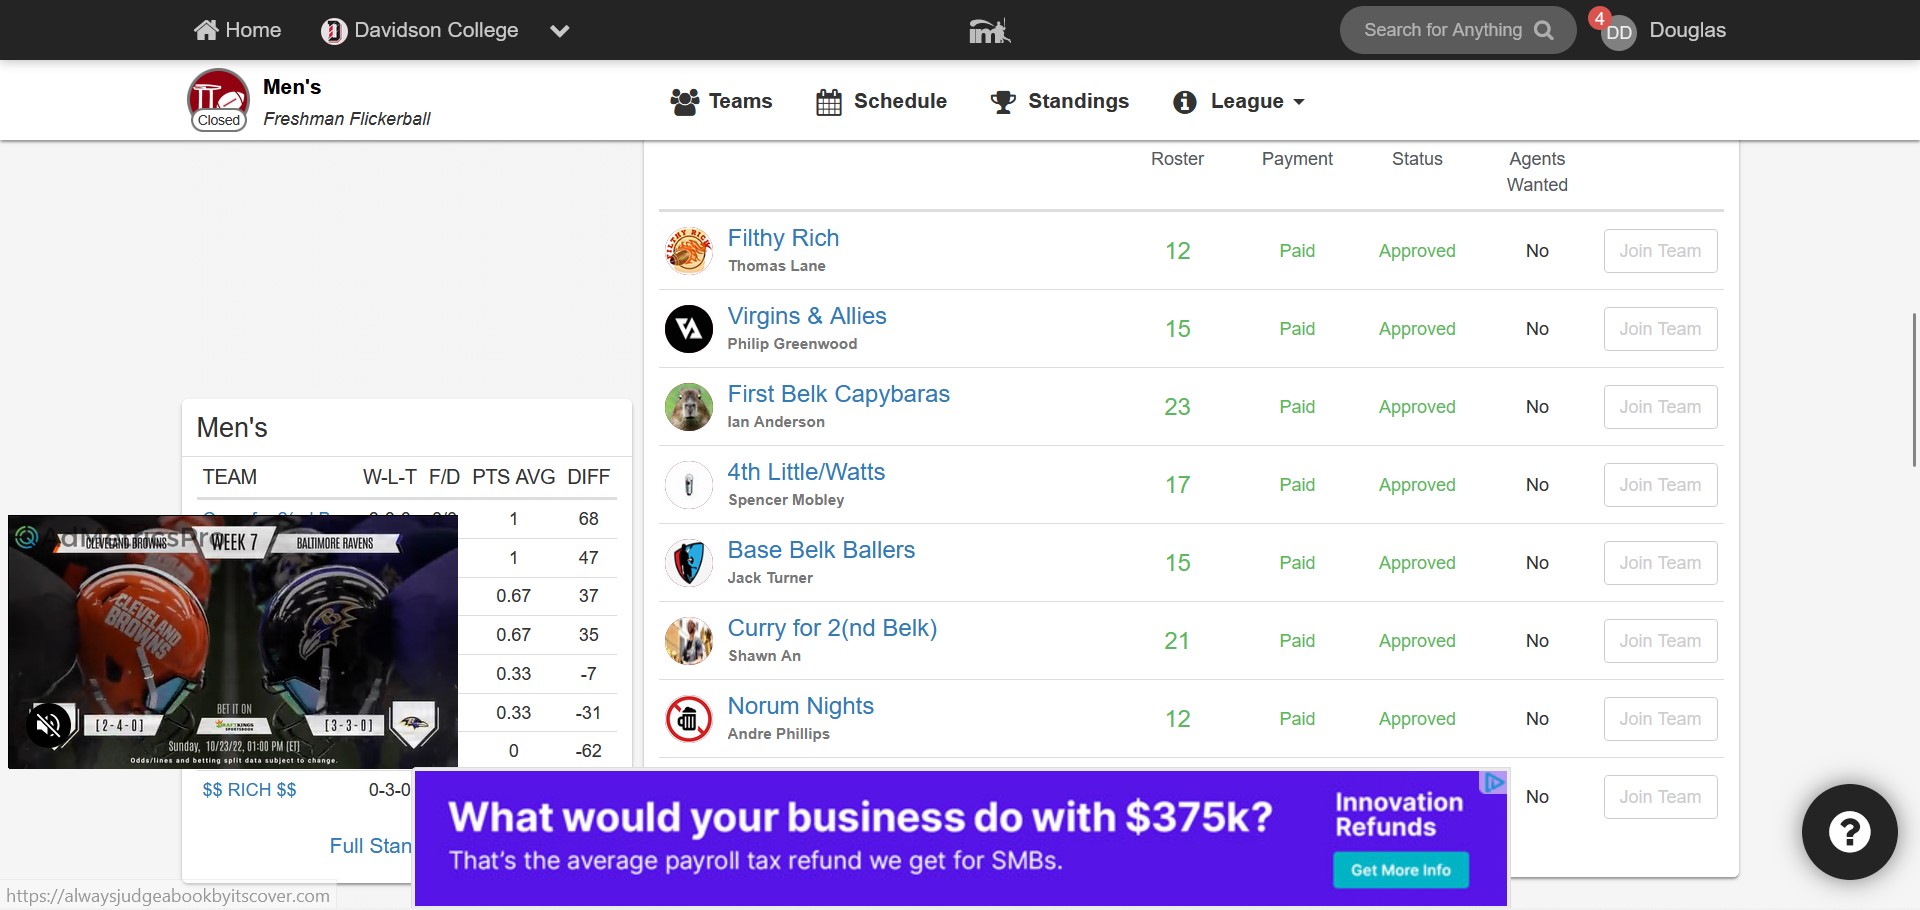 Home
Davidson College
imt
Search for Anything
4
DD
Douglas
Closed
Men's
Freshman Flickerball
Teams
Schedule
Standings
League
Roster Payment Status Agents Wanted
Filthy Rich
Thomas Lane
12 Paid Approved No Join Team
Virgins & Allies
Philip Greenwood
15 Paid Approved No Join Team
First Belk Capybaras
Ian Anderson
23 Paid Approved No Join Team
4th Little/Watts
Spencer Mobley
17 Paid Approved No Join Team
Base Belk Ballers
Jack Turner
15 Paid Approved No Join Team
Curry for 2(nd Belk)
Shawn An
21 Paid Approved No Join Team
Norum Nights
Andre Phillips
12 Paid Approved No Join Team
No Join Team
Men's
TEAM W-L-T F/D PTS AVG DIFF
1 68
1 47
0.67 37
0.67 35
0.33 -7
0.33 -31
0 -62
$$ RICH $$ 0-3-0
Full Stan
AdMetricsPro
CLEVELAND BROWNS WEEK 7 BALTIMORE RAVENS
CLEVELAND
BROWNS
BET IT ON
[2-4-0] DRAFTKINGS [3-3-0]
SPORTSBOOK
Sunday, 10/23/22, 01:00 PM (ET)
Odds/lines and betting split data subject to change.
What would your business do with $375k?
That's the average payroll tax refund we get for SMBs.
Innovation
Refunds
Get More Info
?
https://alwaysjudgeabookbyitscover.com